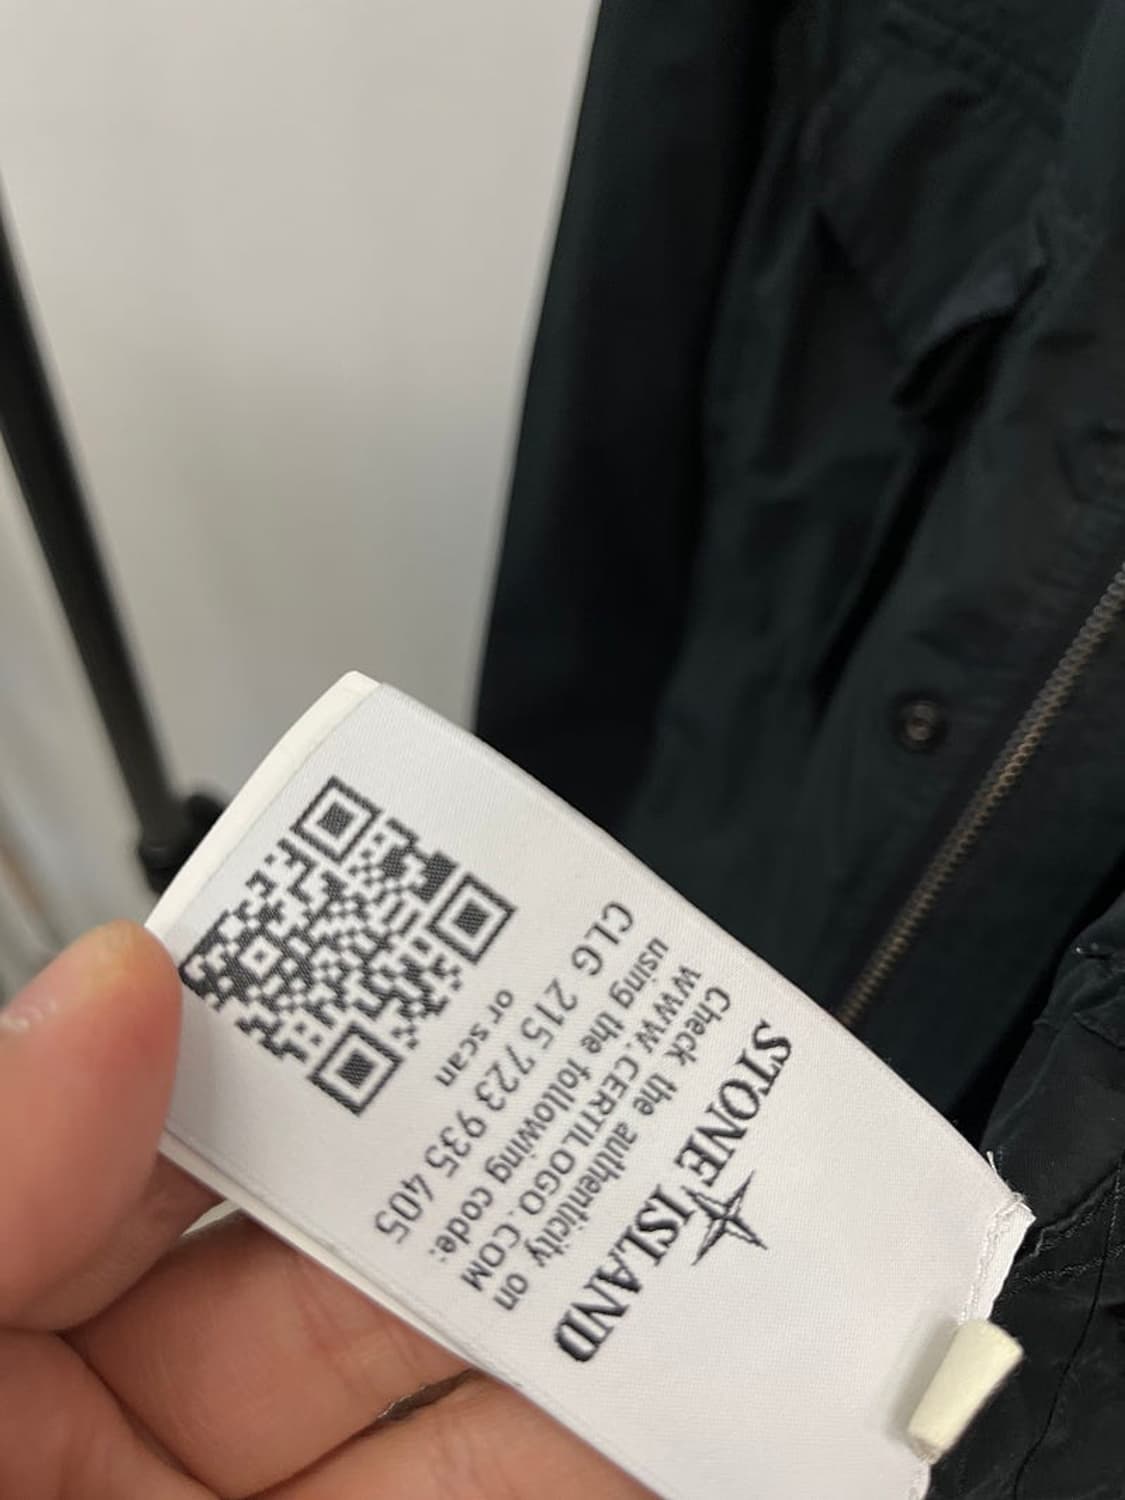 STONE ISLAND
Check the authenticity on
WWW.CERTILOGO.COM
using the following code:
CLG 215 723 935 405
or scan